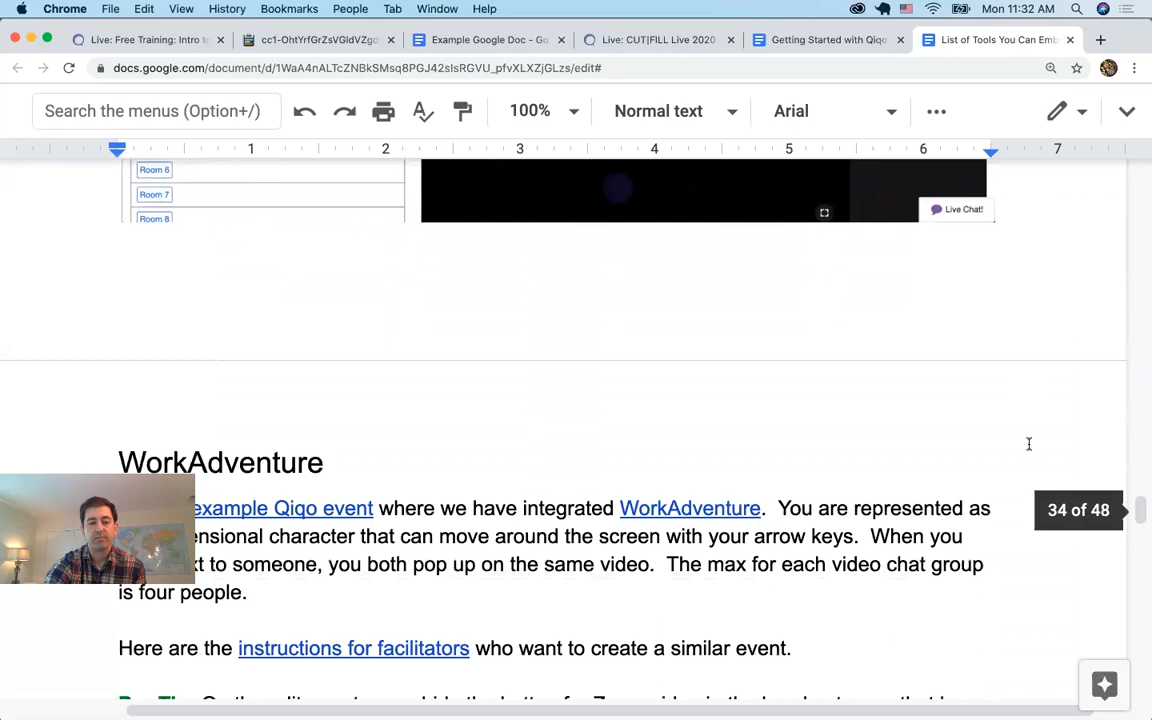 Chrome File Edit View History Bookmarks People Tab Window Help Mon 11:32 AM
Live: Free Training: Intro to cc1-OhtYrfGrZsVGldVZgo Example Google Doc - Go Live: CUT|FILL Live 2020 Getting Started with Qiqo List of Tools You Can Emb
docs.google.com/document/d/1WaA4nALTcZNBkSMsq8PGJ42sIsRGVU_pfvXLXZjGLzs/edit#
Search the menus (Option+/) 100% Normal text Arial
1 2 3 4 5 6 7
Room 6
Room 7
Room 8
Live Chat!
WorkAdventure
example Qiqo event where we have integrated WorkAdventure. You are represented as
ensional character that can move around the screen with your arrow keys. When you
xt to someone, you both pop up on the same video. The max for each video chat group
is four people.
34 of 48
Here are the instructions for facilitators who want to create a similar event.